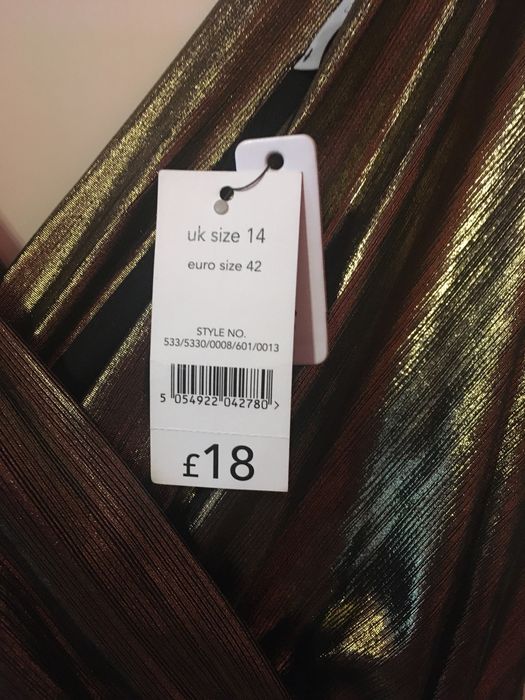 uk size 14
euro size 42
STYLE NO.
533/5330/0008/601/0013
5 054922 042780 >
£18